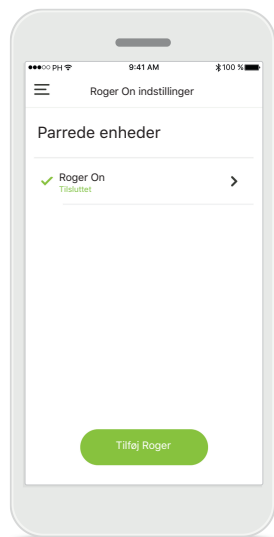 ●●●○○ PH 9:41 AM 100 %
Roger On indstillinger
Parrede enheder
Roger On
Tilsluttet
Tilføj Roger